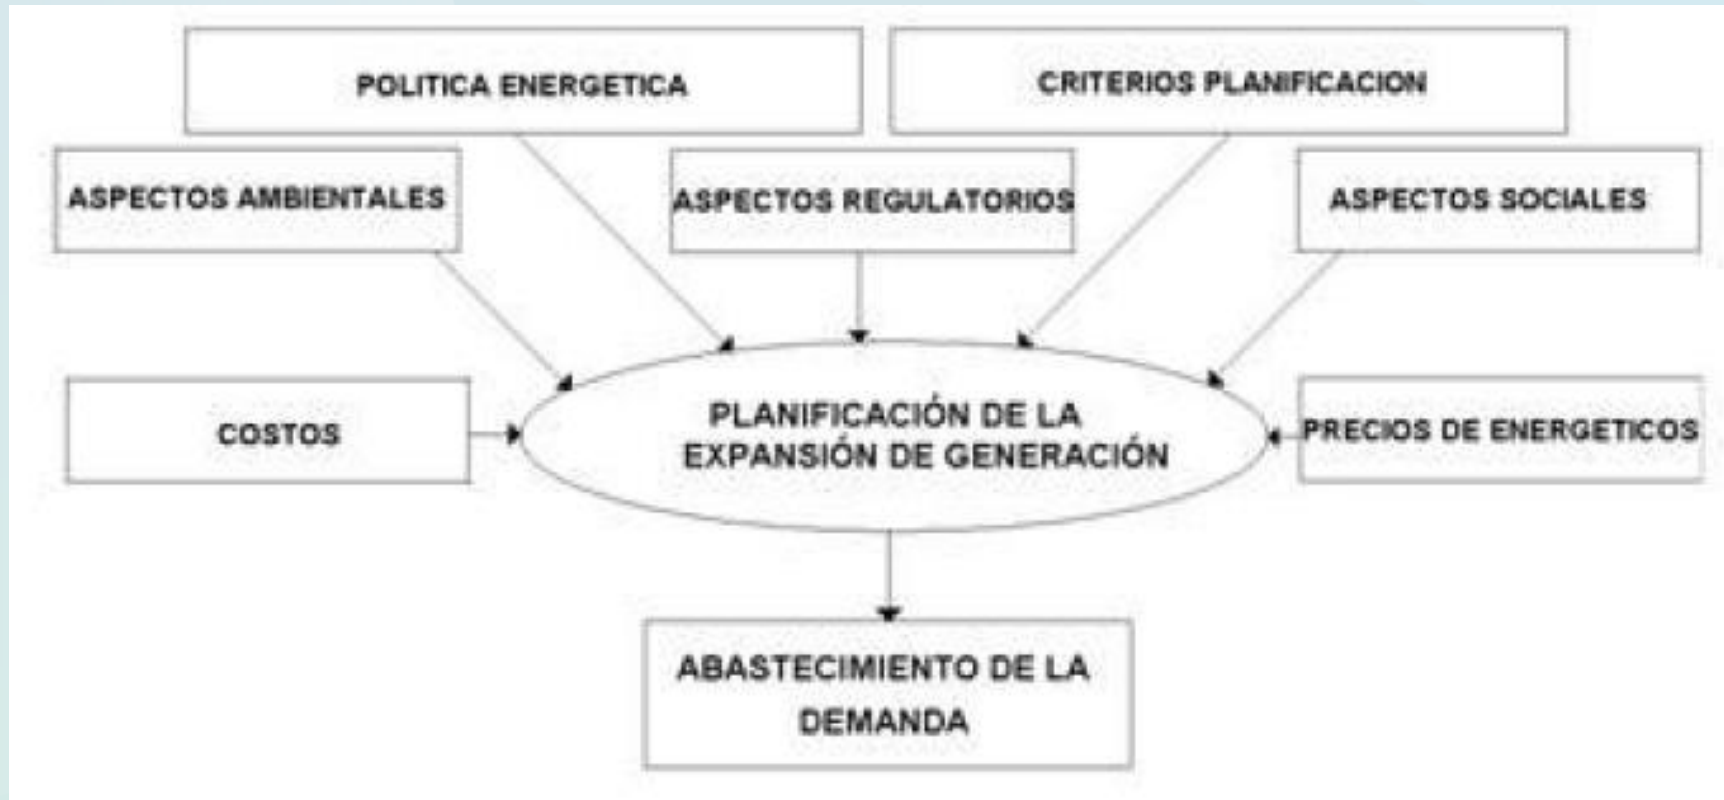 POLITICA ENERGETICA
CRITERIOS PLANIFICACION
ASPECTOS AMBIENTALES
ASPECTOS REGULATORIOS
ASPECTOS SOCIALES
COSTOS
PLANIFICACIÓN DE LA
EXPANSIÓN DE GENERACIÓN
PRECIOS DE ENERGETICOS
ABASTECIMIENTO DE LA
DEMANDA